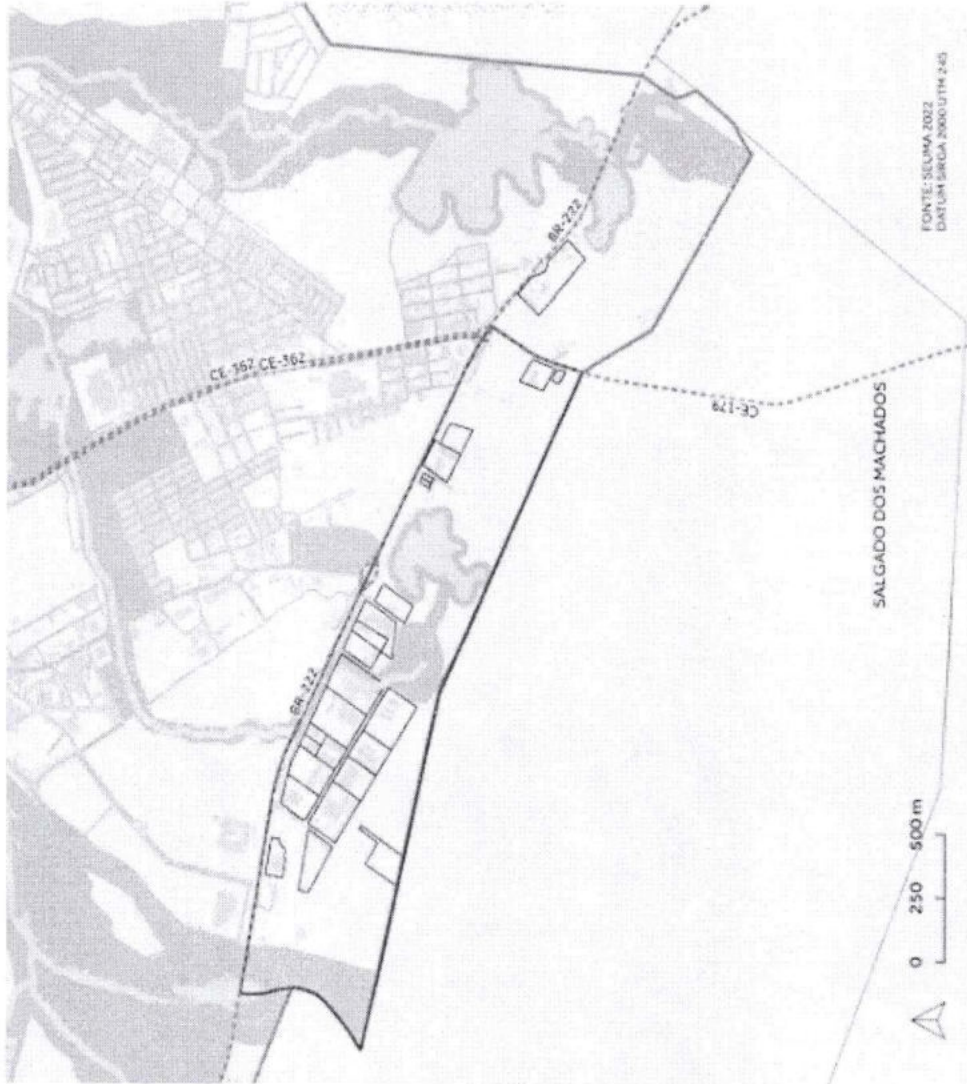 CE-362 CE-362
BR-222
BR-222
CE-179
SALGADO DOS MACHADOS
0 250 500 m
FONTE: SEUMA 2022
DATUM SIRGA 2000 UTM 24S